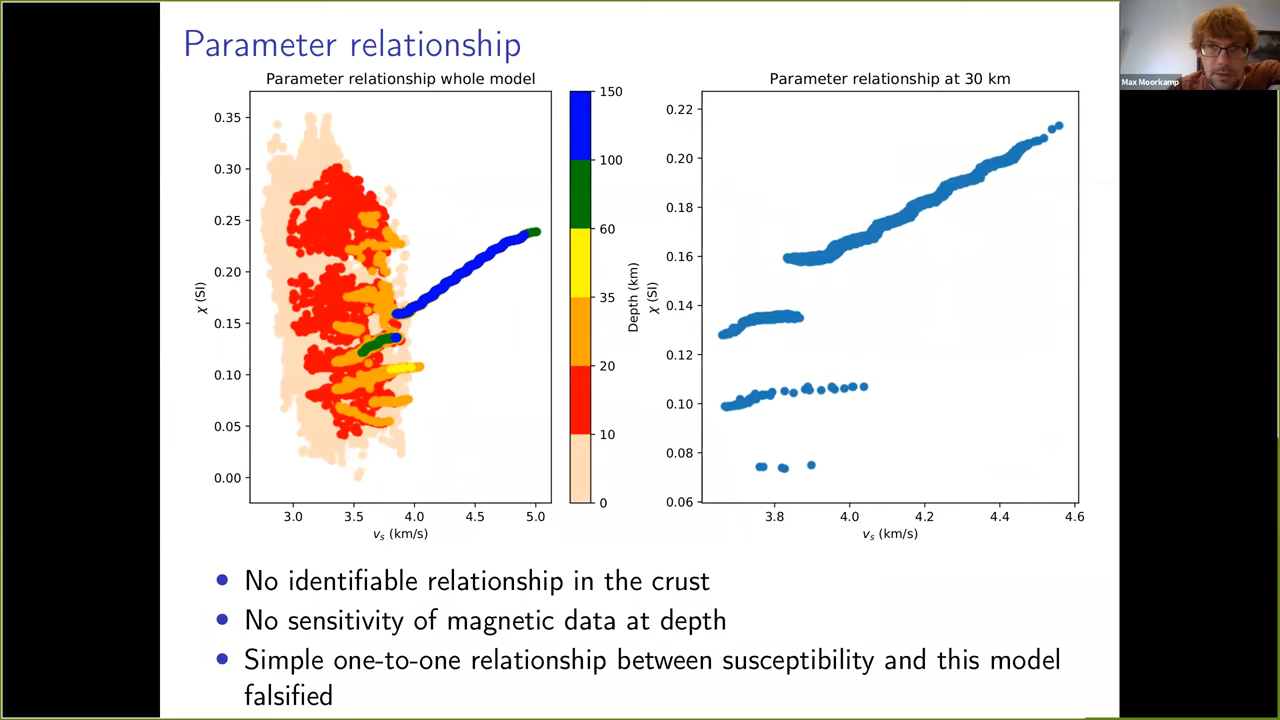 Parameter relationship
Max Moorkamp
Parameter relationship whole model
0.35
0.30
0.25
0.20
0.15
0.10
0.05
0.00
χ (SI)
3.0 3.5 4.0 4.5 5.0
vs (km/s)
150
100
60
35
20
10
0
Depth (km)
Parameter relationship at 30 km
0.22
0.20
0.18
0.16
0.14
0.12
0.10
0.08
0.06
χ (SI)
3.8 4.0 4.2 4.4 4.6
vs (km/s)
• No identifiable relationship in the crust
• No sensitivity of magnetic data at depth
• Simple one-to-one relationship between susceptibility and this model
falsified